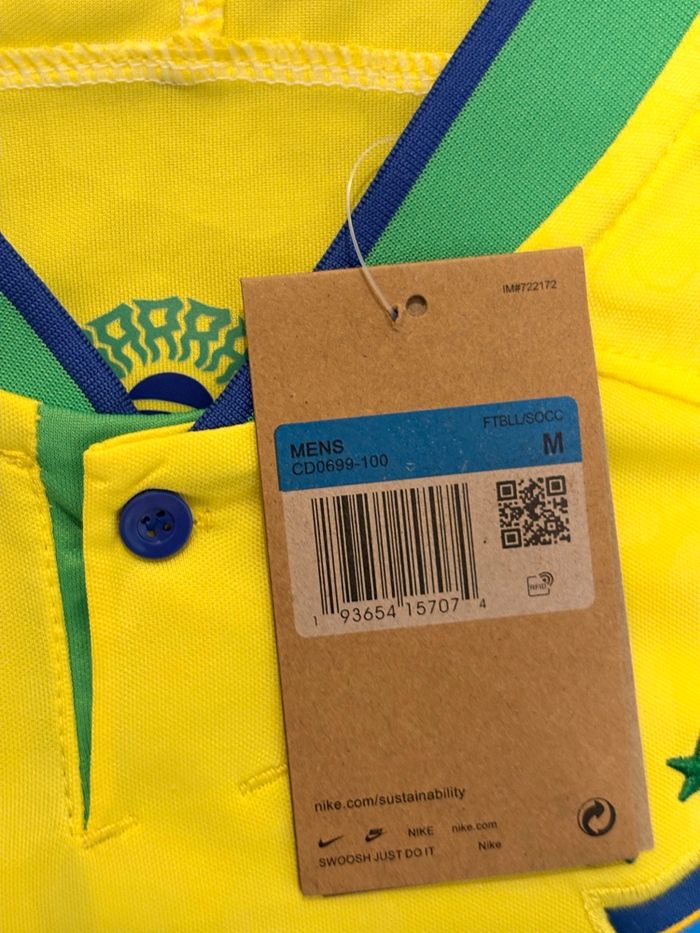 IM#722172
FTBLL/SOCC
MENS M
CD0699-100
1 93654 15707 4
RFID
nike.com/sustainability
NIKE nike.com
SWOOSH JUST DO IT Nike